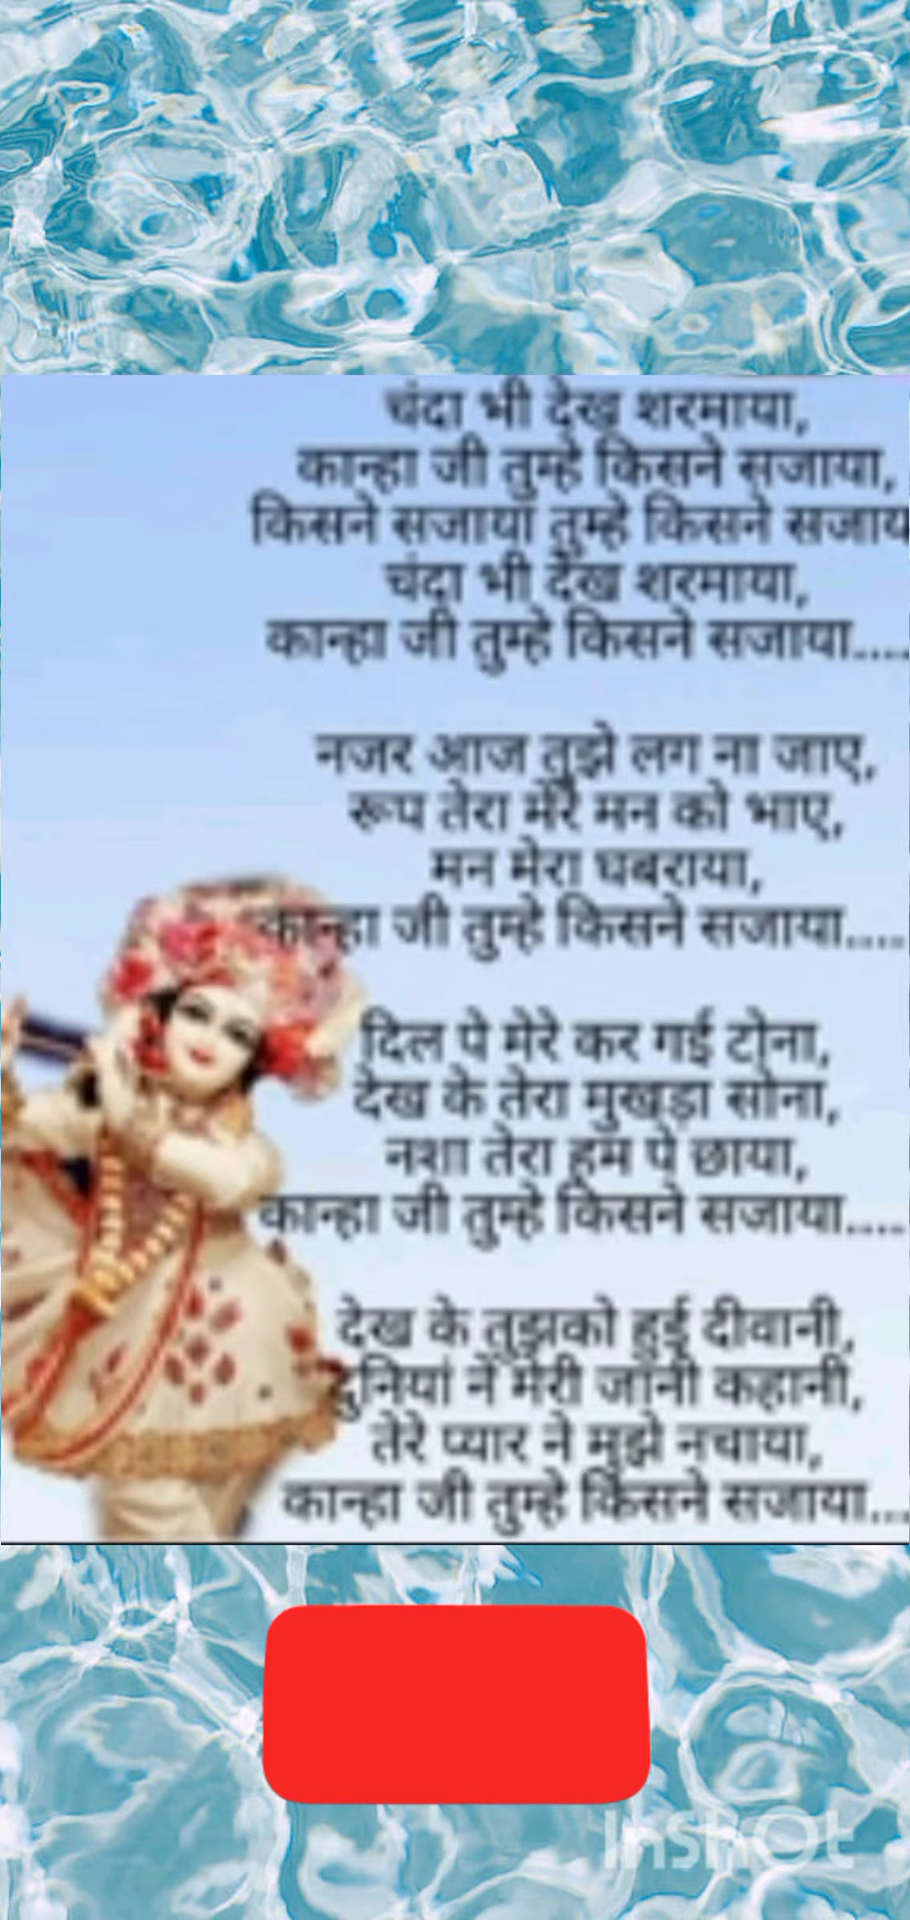 चंदा भी देख शरमाया,
कान्हा जी तुम्हे किसने सजाया,
किसने सजाया तुम्हे किसने सजाय
चंदा भी देख शरमाया,
कान्हा जी तुम्हे किसने सजाया....
नजर आज तुझे लग ना जाए,
रूप तेरा मेरे मन को भाए,
मन मेरा घबराया,
कान्हा जी तुम्हे किसने सजाया....
दिल पे मेरे कर गई टोना,
देख के तेरा मुखड़ा सोना,
नशा तेरा हम पे छाया,
कान्हा जी तुम्हे किसने सजाया....
देख के तुझको हुई दीवानी,
दुनियां ने मेरी जानी कहानी,
तेरे प्यार ने मुझे नचाया,
कान्हा जी तुम्हे किसने सजाया...
InShOt